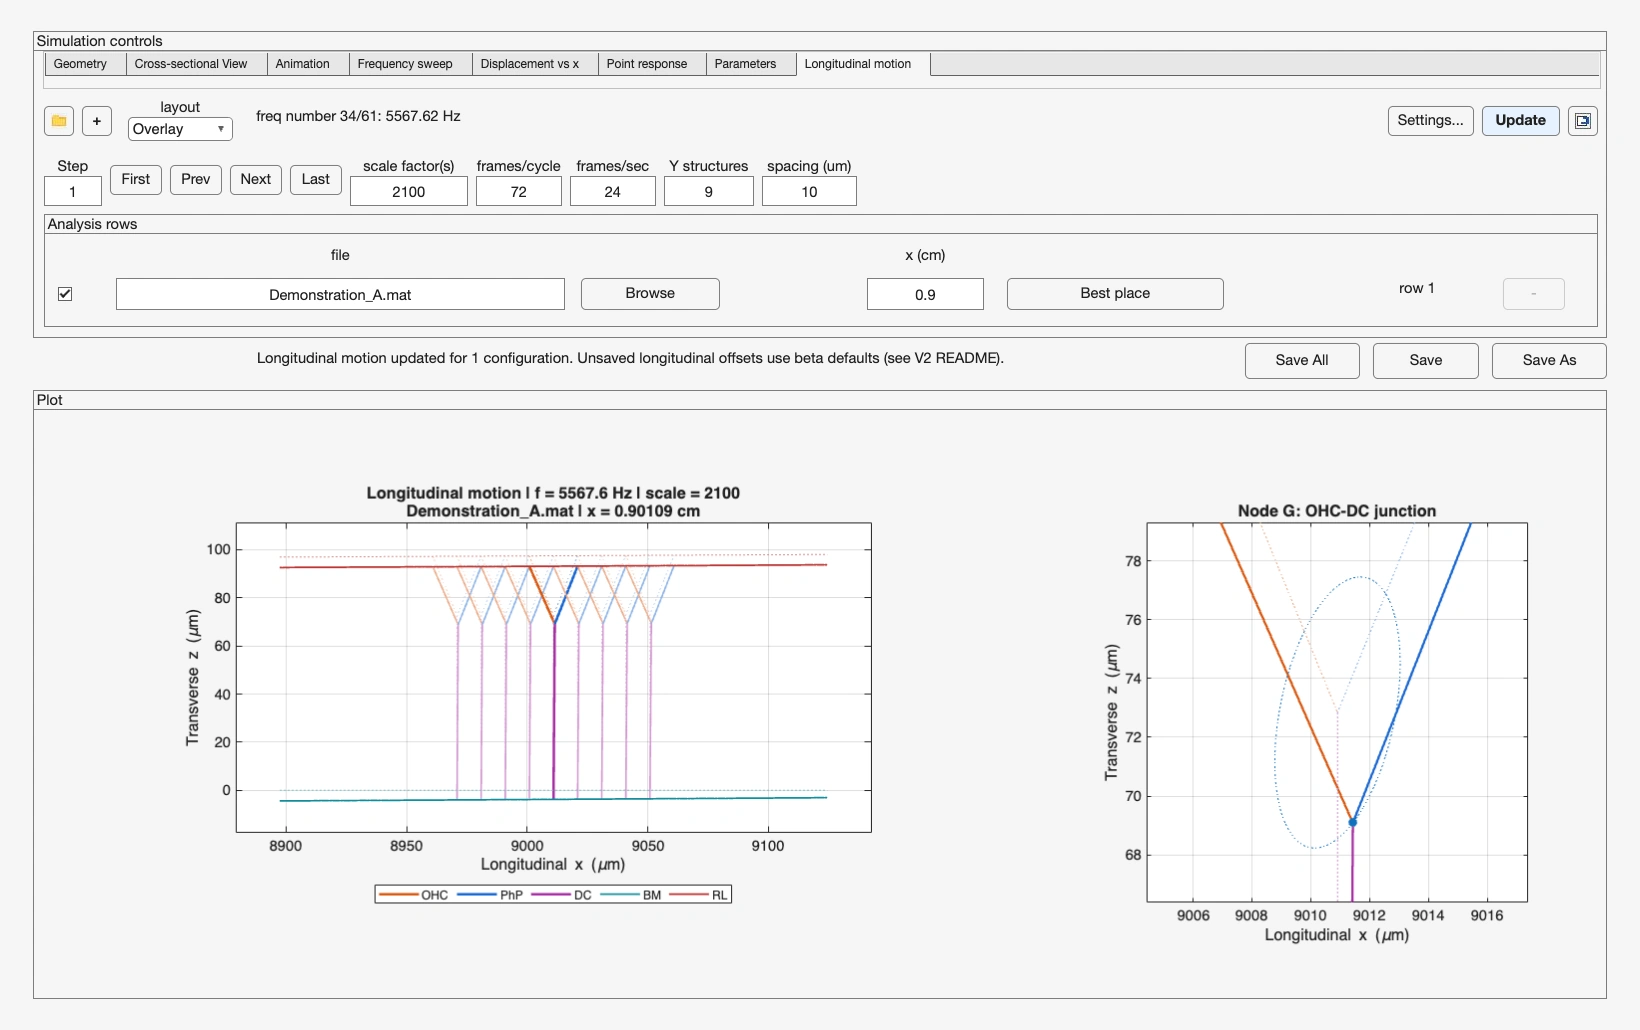 Simulation controls
Geometry Cross-sectional View Animation Frequency sweep Displacement vs x Point response Parameters Longitudinal motion
+
layout
Overlay
freq number 34/61: 5567.62 Hz
Settings... Update
Step scale factor(s) frames/cycle frames/sec Y structures spacing (um)
1 First Prev Next Last 2100 72 24 9 10
Analysis rows
file x (cm)
Demonstration_A.mat Browse 0.9 Best place row 1 -
Longitudinal motion updated for 1 configuration. Unsaved longitudinal offsets use beta defaults (see V2 README).
Save All Save Save As
Plot
Longitudinal motion | f = 5567.6 Hz | scale = 2100
Demonstration_A.mat | x = 0.90109 cm
100
80
60
40
20
0
Transverse z (μm)
8900 8950 9000 9050 9100
Longitudinal x (μm)
OHC PhP DC BM RL
Node G: OHC-DC junction
78
76
74
72
70
68
Transverse z (μm)
9006 9008 9010 9012 9014 9016
Longitudinal x (μm)